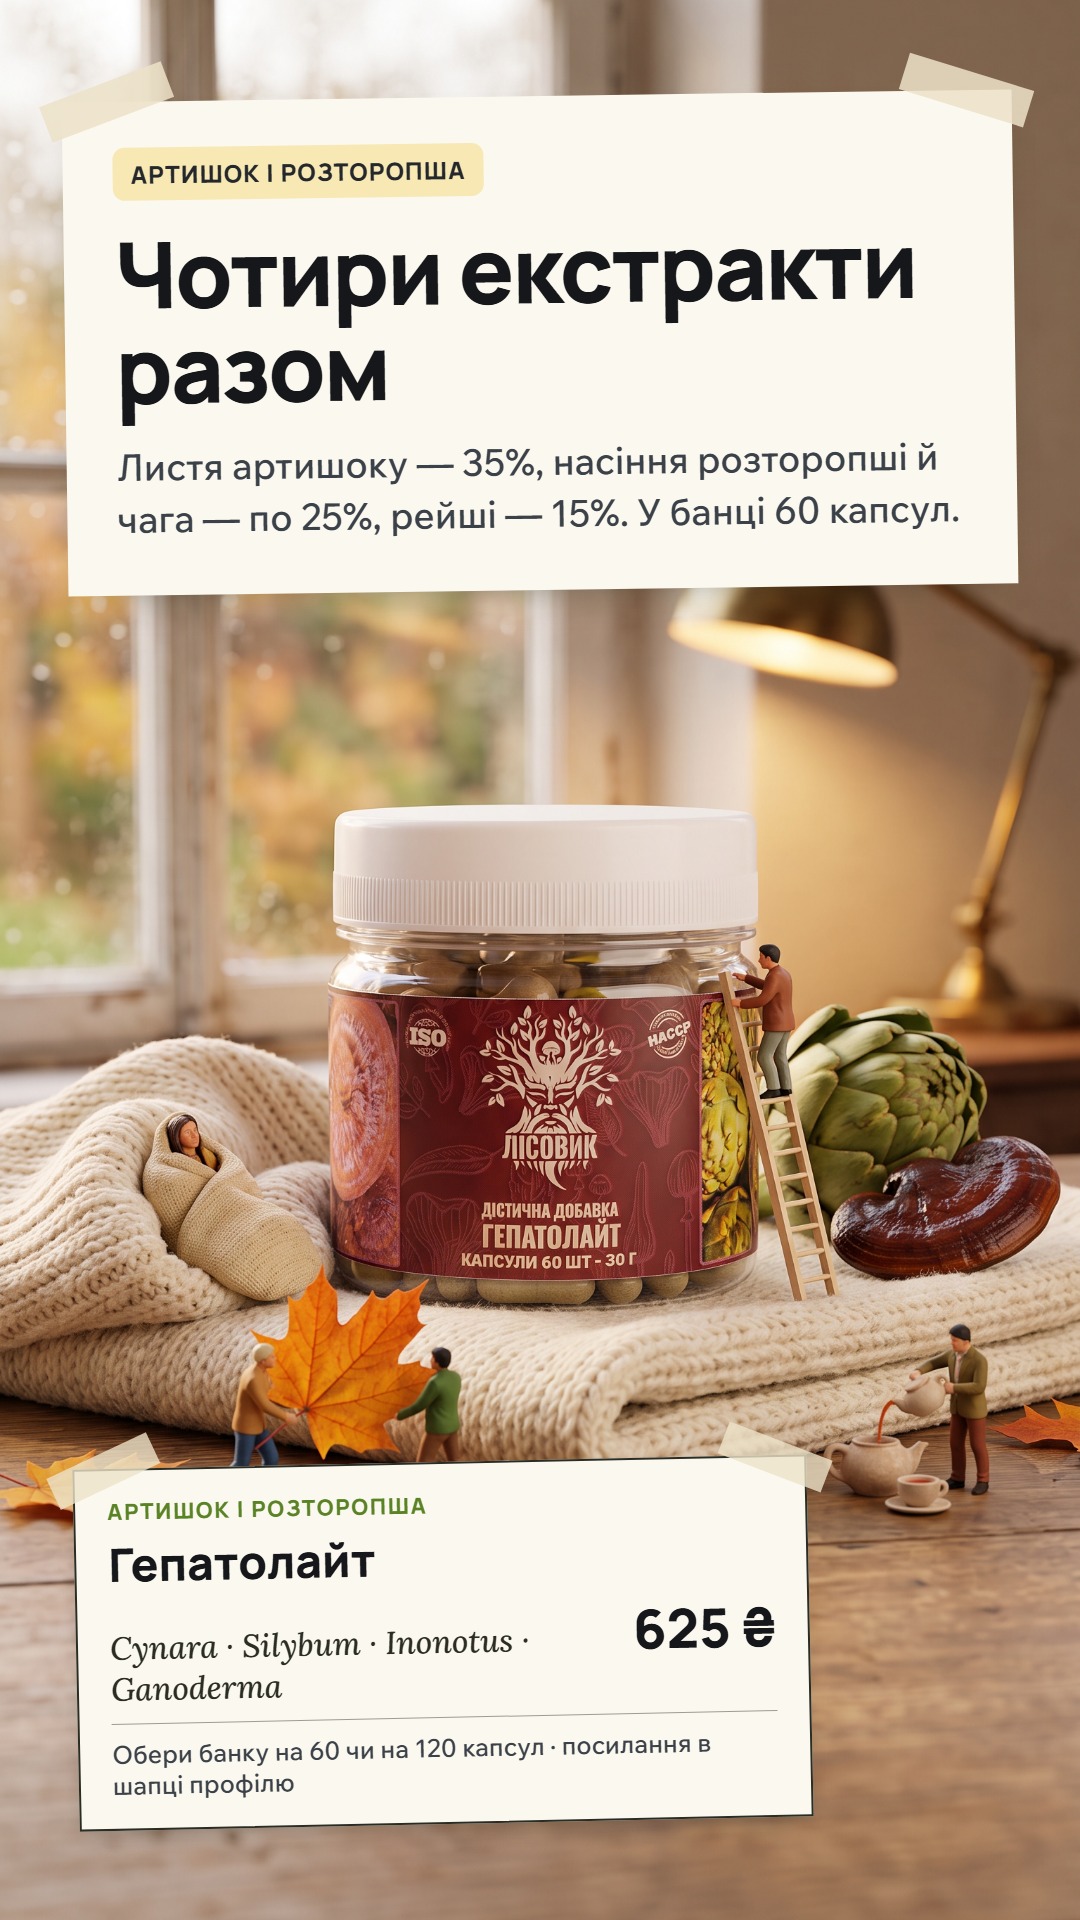 АРТИШОК І РОЗТОРОПША
Чотири екстракти
разом
Листя артишоку — 35%, насіння розторопші й
чага — по 25%, рейші — 15%. У банці 60 капсул.
ISO
HACCP
ЛІСОВИК
ДІЄТИЧНА ДОБАВКА
ГЕПАТОЛАЙТ
КАПСУЛИ 60 ШТ - 30 Г
АРТИШОК І РОЗТОРОПША
Гепатолайт
625 ₴
Cynara · Silybum · Inonotus ·
Ganoderma
Обери банку на 60 чи на 120 капсул · посилання в
шапці профілю